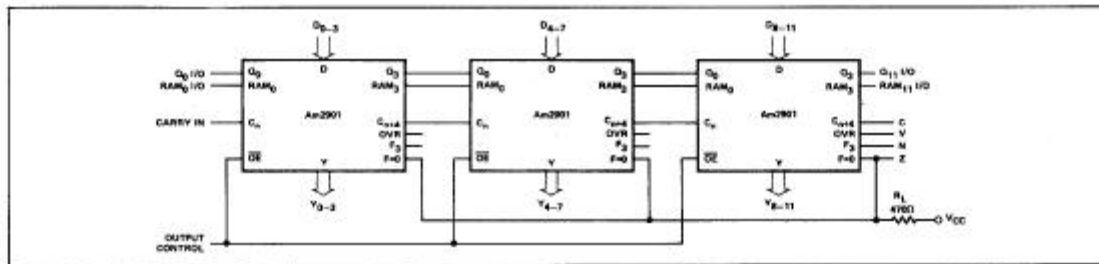 D0-3 D4-7 D8-11
Q0 I/O Q0 D Q3 Q0 D Q3 Q0 D Q3 Q11 I/O
RAM0 I/O RAM0 RAM3 RAM0 RAM3 RAM0 RAM3 RAM11 I/O
Am2901 Am2901 Am2901
CARRY IN Cn Cn+4 Cn Cn+4 Cn Cn+4 C
OVR OVR OVR V
F3 F3 F3 N
OE Y F=0 OE Y F=0 OE Y F=0 Z
Y0-3 Y4-7 Y8-11
RL
470Ω
VCC
OUTPUT
CONTROL